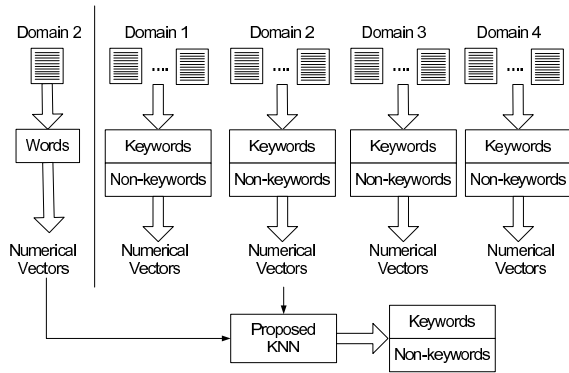 Domain 2 Domain 1 Domain 2 Domain 3 Domain 4
.... .... .... ....
Words Keywords Keywords Keywords Keywords
Non-keywords Non-keywords Non-keywords Non-keywords
Numerical Numerical Numerical Numerical Numerical
Vectors Vectors Vectors Vectors Vectors
Proposed Keywords
KNN Non-keywords